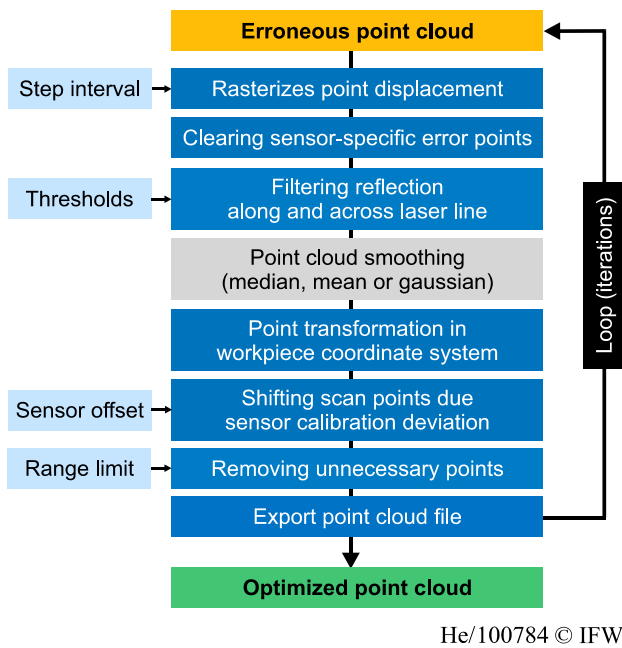 Erroneous point cloud
Step interval
Rasterizes point displacement
Clearing sensor-specific error points
Thresholds
Filtering reflection
along and across laser line
Point cloud smoothing
(median, mean or gaussian)
Point transformation in
workpiece coordinate system
Sensor offset
Shifting scan points due
sensor calibration deviation
Range limit
Removing unnecessary points
Export point cloud file
Optimized point cloud
Loop (iterations)
He/100784 © IFW